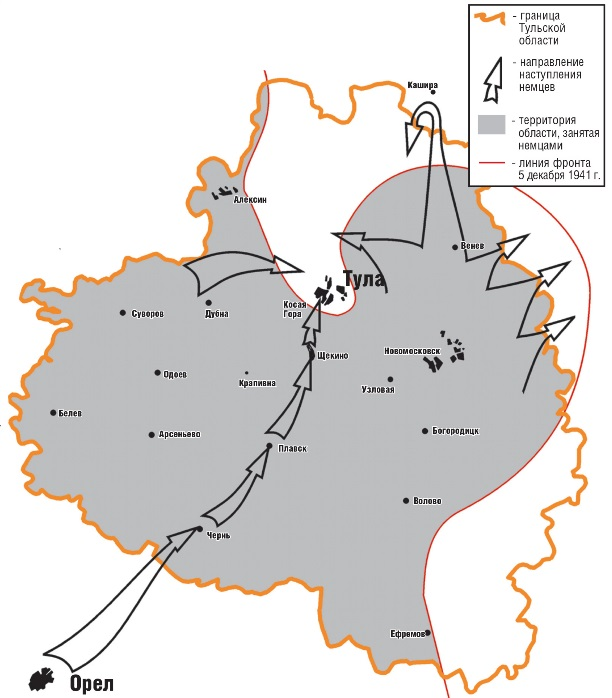 - граница
Тульской
области
- направление
наступления
немцев
- территория
области, занятая
немцами
- линия фронта
5 декабря 1941 г.
Кашира
Алексин
Венев
Тула
Косая
Гора
Суворов
Дубна
Щекино
Новомосковск
Одоев
Крапивна
Узловая
Белев
Арсеньево
Плавск
Богородицк
Волово
Чернь
Ефремов
Орел